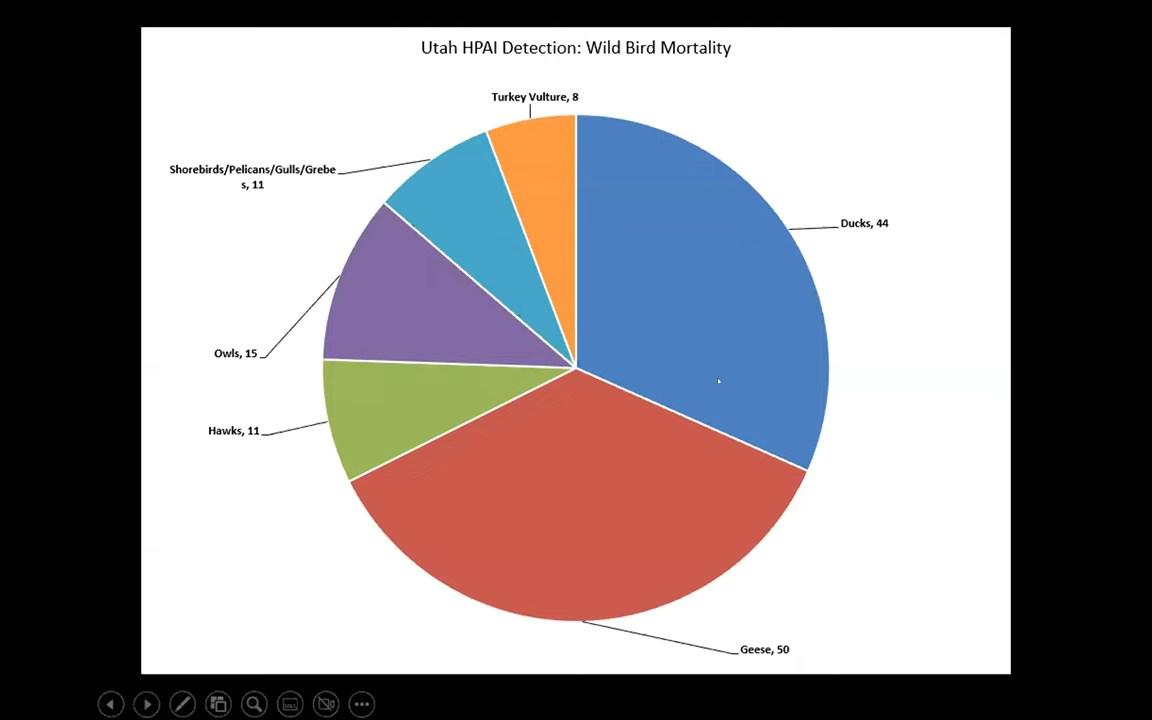 Utah HPAI Detection: Wild Bird Mortality
Turkey Vulture, 8
Shorebirds/Pelicans/Gulls/Grebe
s, 11
Ducks, 44
Owls, 15
Hawks, 11
Geese, 50